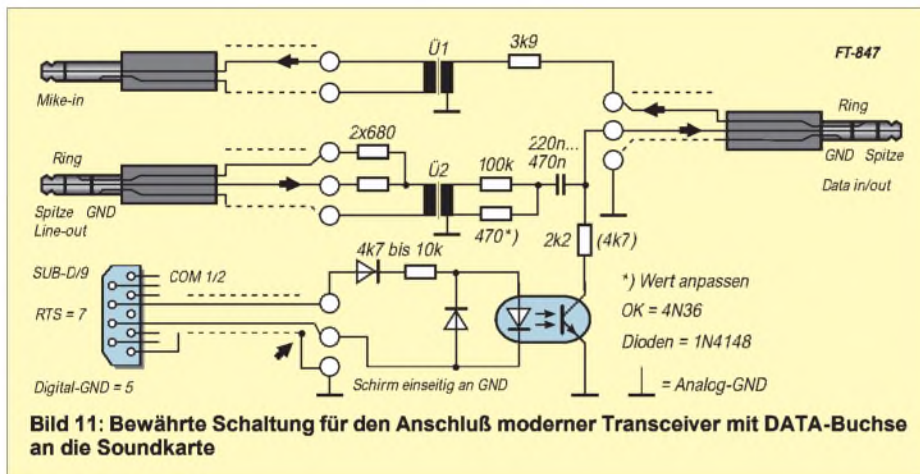 Ü1
3k9
FT-847
Mike-in
Ring
2x680
220n...
470n
Ring
Ü2
100k
GND Spitze
Spitze GND
Line-out
470*)
2k2
(4k7)
Data in/out
4k7 bis 10k
SUB-D/9
COM 1/2
*) Wert anpassen
RTS = 7
OK = 4N36
Dioden = 1N4148
Digital-GND = 5
Schirm einseitig an GND
= Analog-GND
Bild 11: Bewährte Schaltung für den Anschluß moderner Transceiver mit DATA-Buchse
an die Soundkarte